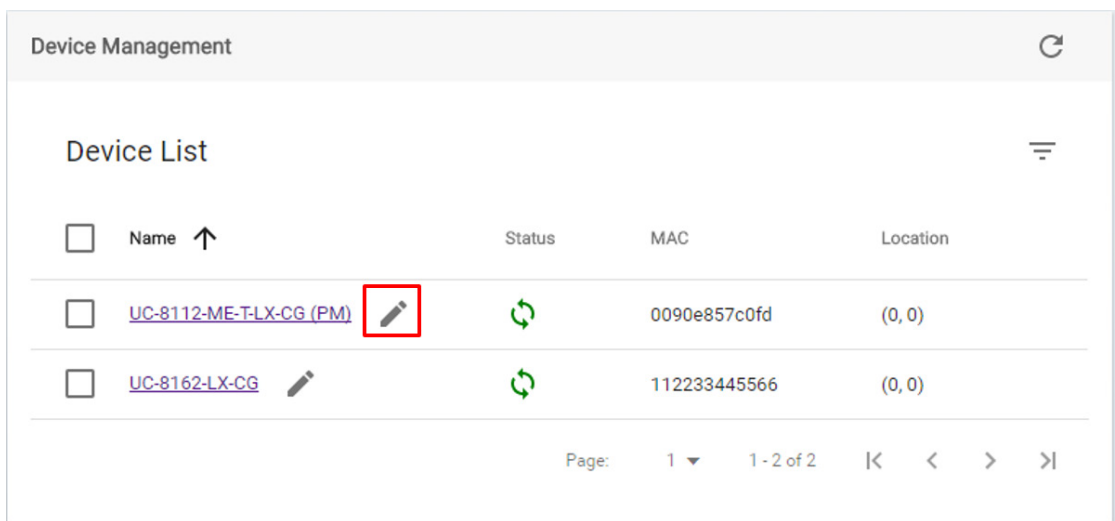 Device Management
Device List
Name Status MAC Location
UC-8112-ME-T-LX-CG (PM) 0090e857c0fd (0, 0)
UC-8162-LX-CG 112233445566 (0, 0)
Page: 1 1 - 2 of 2